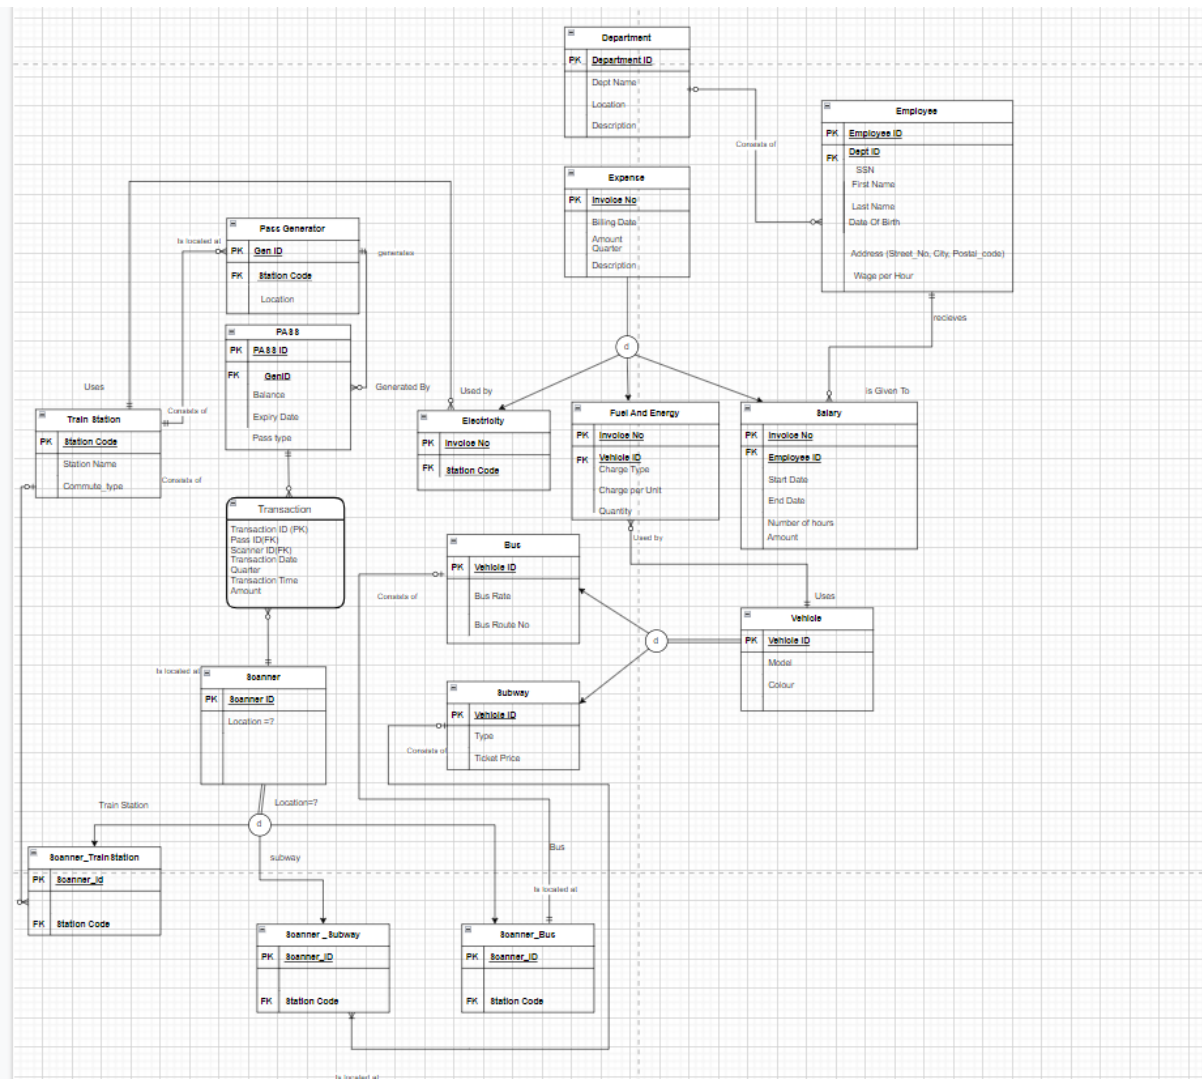 Department
PK Department ID
Dept Name
Location
Description
Employee
PK Employee ID
FK Dept ID
SSN
First Name
Last Name
Date Of Birth
Address (Street_No, City, Postal_code)
Wage per Hour
Consists of
Expense
PK Invoice No
Billing Date
Amount
Quarter
Description
Pass Generator
PK Gen ID
FK Station Code
Location
Is located at
generates
PASS
PK PASS ID
FK GenID
Balance
Expiry Date
Pass type
Generated By
recieves
d
Uses
Used by
is Given To
Train Station
PK Station Code
Station Name
Commute_type
Consists of
Consists of
Electricity
PK Invoice No
FK Station Code
Fuel And Energy
PK Invoice No
FK Vehicle ID
Charge Type
Charge per Unit
Quantity
Salary
PK Invoice No
FK Employee ID
Start Date
End Date
Number of hours
Amount
Transaction
Transaction ID (PK)
Pass ID(FK)
Scanner ID(FK)
Transaction Date
Quarter
Transaction Time
Amount
Used by
Uses
Bus
PK Vehicle ID
Bus Rate
Bus Route No
Consists of
Vehicle
PK Vehicle ID
Model
Colour
d
Is located at
Scanner
PK Scanner ID
Location =?
Subway
PK Vehicle ID
Type
Ticket Price
Consists of
Train Station
Location=?
d
subway
Bus
Is located at
Scanner_TrainStation
PK Scanner_Id
FK Station Code
Scanner _Subway
PK Scanner_ID
FK Station Code
Scanner_Bus
PK Scanner_ID
FK Station Code
Is located at